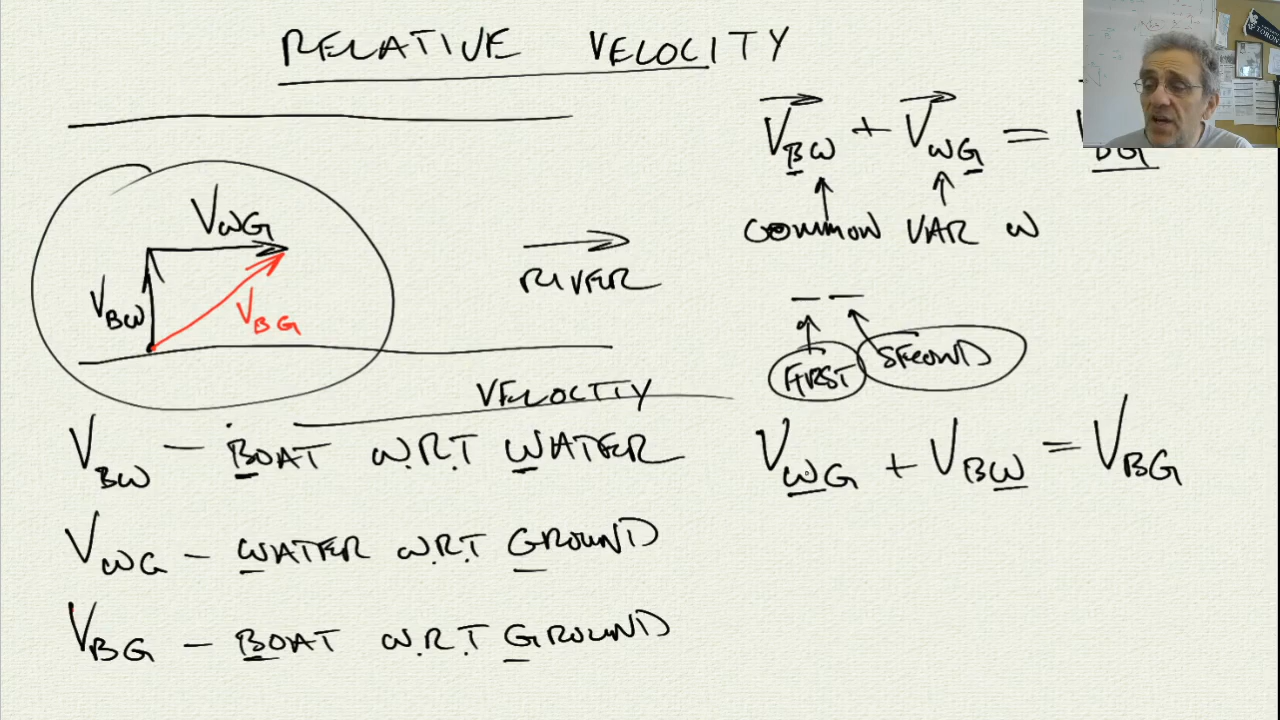 RELATIVE VELOCITY
V_BW + V_WG =
COMMON VAR W
V_WG
V_BW
V_BG
RIVER
FIRST
SECOND
VELOCITY
V_BW - BOAT W.R.T WATER
V_WG - WATER W.R.T GROUND
V_BG - BOAT W.R.T GROUND
V_WG + V_BW = V_BG
TORONTO